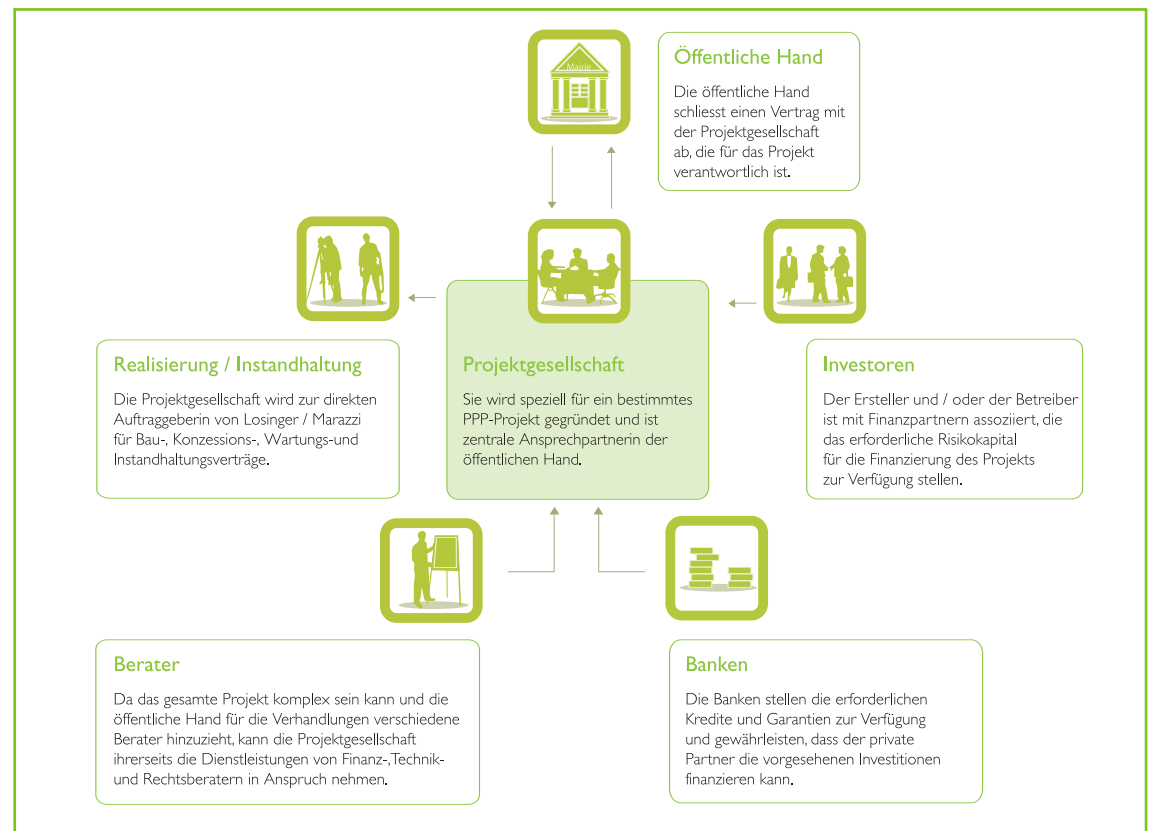 Mairie
Öffentliche Hand
Die öffentliche Hand
schliesst einen Vertrag mit
der Projektgesellschaft
ab, die für das Projekt
verantwortlich ist.
Realisierung / Instandhaltung
Die Projektgesellschaft wird zur direkten
Auftraggeberin von Losinger / Marazzi
für Bau-, Konzessions-, Wartungs-und
Instandhaltungsverträge.
Projektgesellschaft
Sie wird speziell für ein bestimmtes
PPP-Projekt gegründet und ist
zentrale Ansprechpartnerin der
öffentlichen Hand.
Investoren
Der Ersteller und / oder der Betreiber
ist mit Finanzpartnern assoziiert, die
das erforderliche Risikokapital
für die Finanzierung des Projekts
zur Verfügung stellen.
Berater
Da das gesamte Projekt komplex sein kann und die
öffentliche Hand für die Verhandlungen verschiedene
Berater hinzuzieht, kann die Projektgesellschaft
ihrerseits die Dienstleistungen von Finanz-, Technik-
und Rechtsberatern in Anspruch nehmen.
Banken
Die Banken stellen die erforderlichen
Kredite und Garantien zur Verfügung
und gewährleisten, dass der private
Partner die vorgesehenen Investitionen
finanzieren kann.